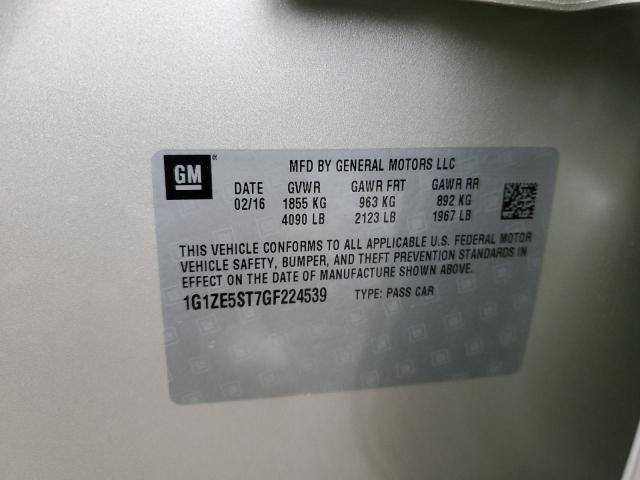 GM
MFD BY GENERAL MOTORS LLC
DATE GVWR GAWR FRT GAWR RR
02/16 1855 KG 963 KG 892 KG
4090 LB 2123 LB 1967 LB
THIS VEHICLE CONFORMS TO ALL APPLICABLE U.S. FEDERAL MOTOR
VEHICLE SAFETY, BUMPER, AND THEFT PREVENTION STANDARDS IN
EFFECT ON THE DATE OF MANUFACTURE SHOWN ABOVE.
1G1ZE5ST7GF224539 TYPE: PASS CAR